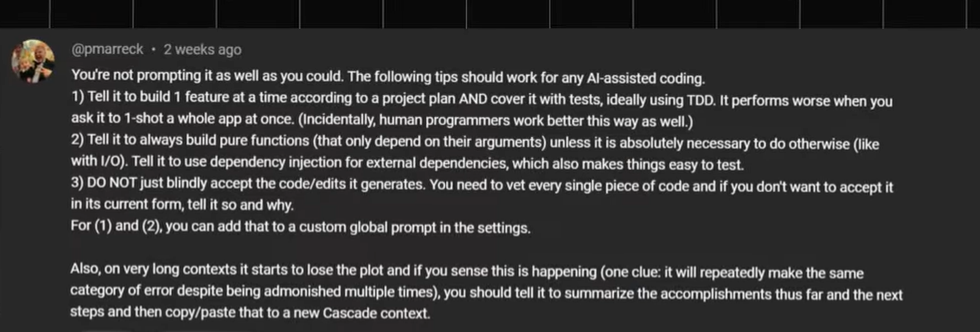 @pmarreck • 2 weeks ago
You're not prompting it as well as you could. The following tips should work for any AI-assisted coding.
1) Tell it to build 1 feature at a time according to a project plan AND cover it with tests, ideally using TDD. It performs worse when you
ask it to 1-shot a whole app at once. (Incidentally, human programmers work better this way as well.)
2) Tell it to always build pure functions (that only depend on their arguments) unless it is absolutely necessary to do otherwise (like
with I/O). Tell it to use dependency injection for external dependencies, which also makes things easy to test.
3) DO NOT just blindly accept the code/edits it generates. You need to vet every single piece of code and if you don't want to accept it
in its current form, tell it so and why.
For (1) and (2), you can add that to a custom global prompt in the settings.
Also, on very long contexts it starts to lose the plot and if you sense this is happening (one clue: it will repeatedly make the same
category of error despite being admonished multiple times), you should tell it to summarize the accomplishments thus far and the next
steps and then copy/paste that to a new Cascade context.